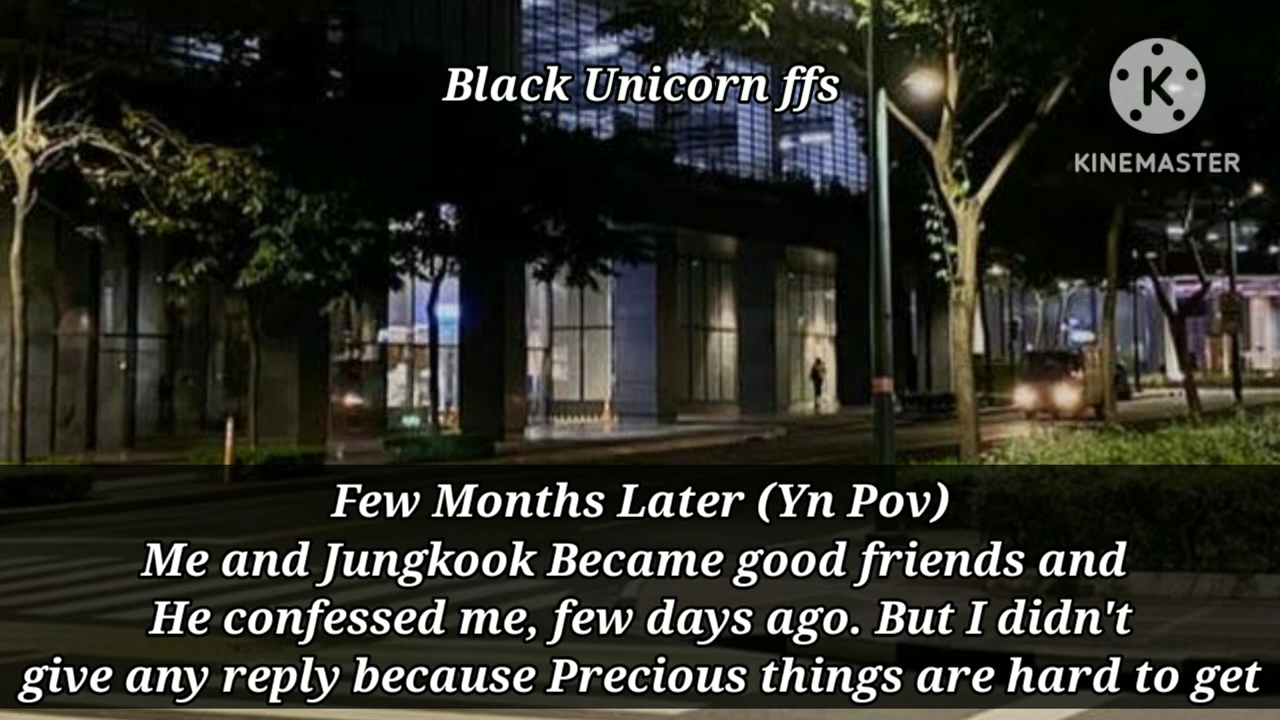 Black Unicorn ffs
K
KINEMASTER
Few Months Later (Yn Pov)
Me and Jungkook Became good friends and
He confessed me, few days ago. But I didn't
give any reply because Precious things are hard to get